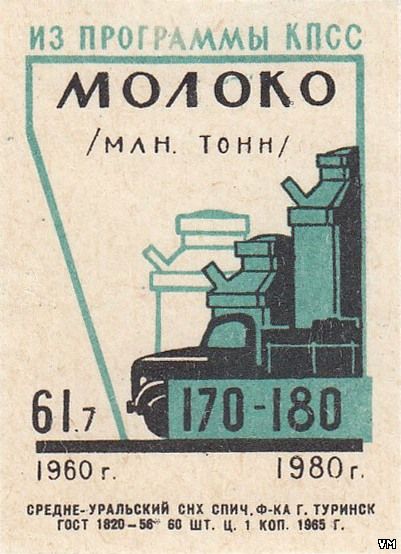 ИЗ ПРОГРАММЫ КПСС
МОЛОКО
/МЛН. ТОНН/
61.7 170-180
1960 г. 1980 г.
СРЕДНЕ-УРАЛЬСКИЙ СНХ СПИЧ. Ф-КА Г. ТУРИНСК
ГОСТ 1820-56 60 ШТ. Ц. 1 КОП. 1965 Г.
VM